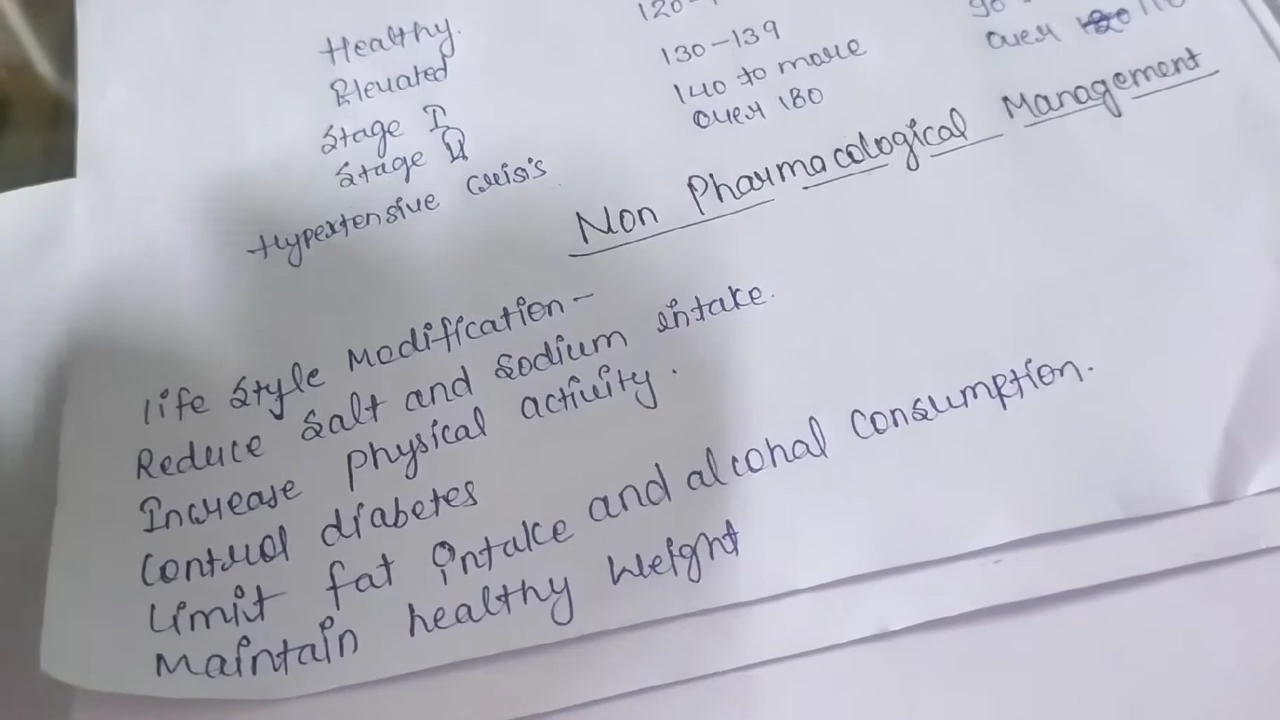 Healthy.
Elevated
Stage I 130-139
Stage II 140 to more
Hypextensive Crisis over 180 over 110
Non Pharmacological Management
Life Style Modification-
Reduce Salt and Sodium intake.
Increase physical activity.
Control diabetes
Limit fat intake and alcohal consumption.
Maintain healthy weight